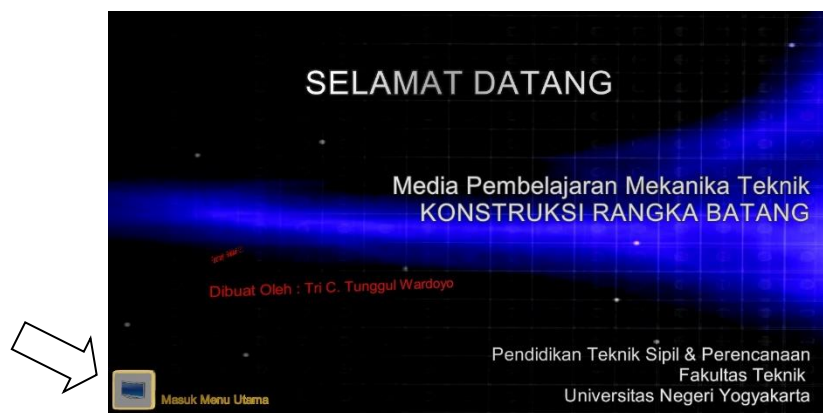 SELAMAT DATANG
Media Pembelajaran Mekanika Teknik
KONSTRUKSI RANGKA BATANG
Dibuat Oleh : Tri C. Tunggul Wardoyo
Pendidikan Teknik Sipil & Perencanaan
Fakultas Teknik
Universitas Negeri Yogyakarta
Masuk Menu Utama